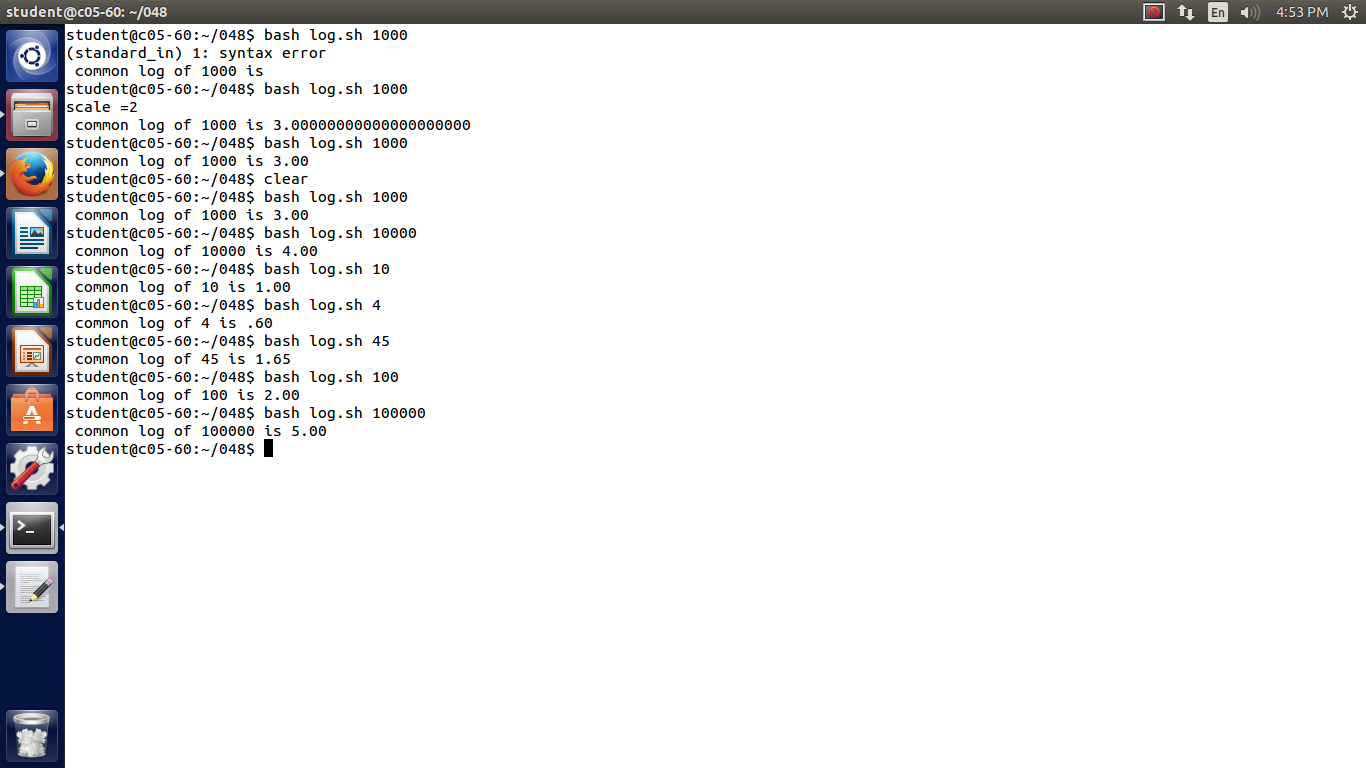 student@c05-60: ~/048
En
4:53 PM
student@c05-60:~/048$ bash log.sh 1000
(standard_in) 1: syntax error
 common log of 1000 is
student@c05-60:~/048$ bash log.sh 1000
scale =2
 common log of 1000 is 3.00000000000000000000
student@c05-60:~/048$ bash log.sh 1000
 common log of 1000 is 3.00
student@c05-60:~/048$ clear
student@c05-60:~/048$ bash log.sh 1000
 common log of 1000 is 3.00
student@c05-60:~/048$ bash log.sh 10000
 common log of 10000 is 4.00
student@c05-60:~/048$ bash log.sh 10
 common log of 10 is 1.00
student@c05-60:~/048$ bash log.sh 4
 common log of 4 is .60
student@c05-60:~/048$ bash log.sh 45
 common log of 45 is 1.65
student@c05-60:~/048$ bash log.sh 100
 common log of 100 is 2.00
student@c05-60:~/048$ bash log.sh 100000
 common log of 100000 is 5.00
student@c05-60:~/048$